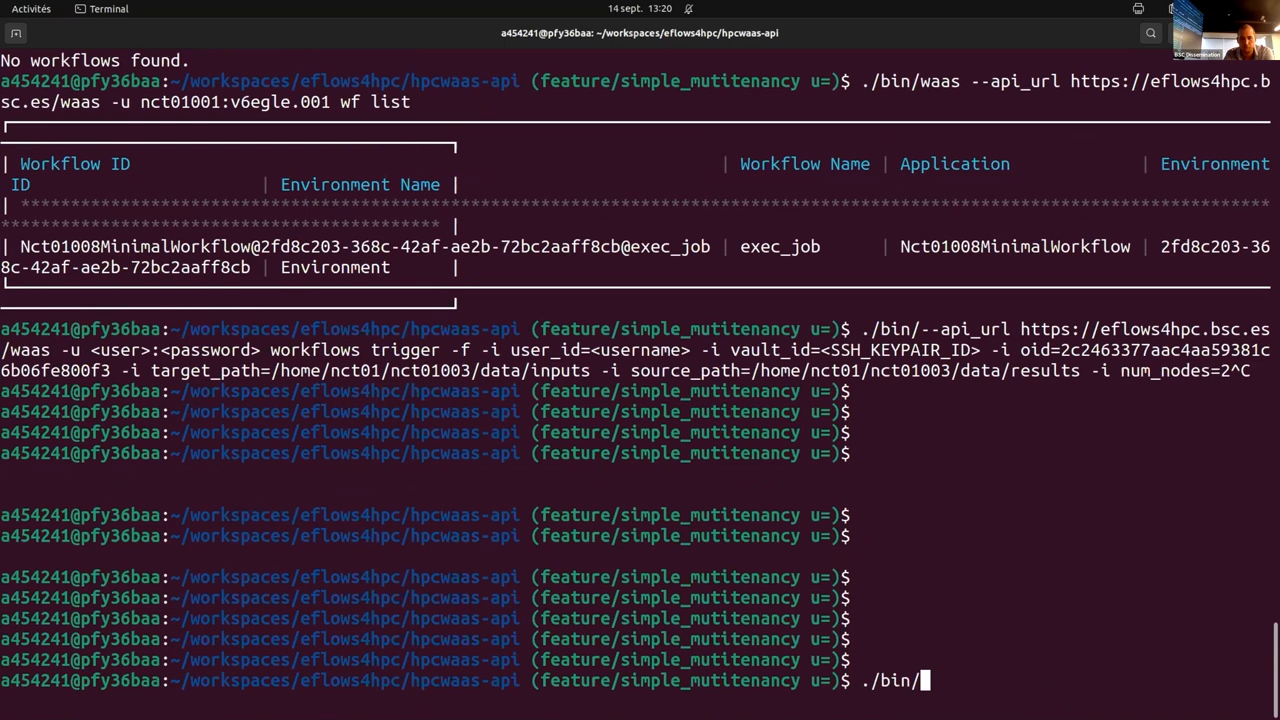 Activités Terminal 14 sept. 13:20
a454241@pfy36baa: ~/workspaces/eflows4hpc/hpcwaas-api
BSC Dissemination
No workflows found.
a454241@pfy36baa:~/workspaces/eflows4hpc/hpcwaas-api (feature/simple_mutitenancy u=)$ ./bin/waas --api_url https://eflows4hpc.b
sc.es/waas -u nct01001:v6egle.001 wf list
| Workflow ID | Workflow Name | Application | Environment
ID | Environment Name |
| *****************************************************************************************************************************
******************************************** |
| Nct01008MinimalWorkflow@2fd8c203-368c-42af-ae2b-72bc2aaff8cb@exec_job | exec_job | Nct01008MinimalWorkflow | 2fd8c203-36
8c-42af-ae2b-72bc2aaff8cb | Environment |
a454241@pfy36baa:~/workspaces/eflows4hpc/hpcwaas-api (feature/simple_mutitenancy u=)$ ./bin/--api_url https://eflows4hpc.bsc.es
/waas -u <user>:<password> workflows trigger -f -i user_id=<username> -i vault_id=<SSH_KEYPAIR_ID> -i oid=2c2463377aac4aa59381c
6b06fe800f3 -i target_path=/home/nct01/nct01003/data/inputs -i source_path=/home/nct01/nct01003/data/results -i num_nodes=2^C
a454241@pfy36baa:~/workspaces/eflows4hpc/hpcwaas-api (feature/simple_mutitenancy u=)$
a454241@pfy36baa:~/workspaces/eflows4hpc/hpcwaas-api (feature/simple_mutitenancy u=)$
a454241@pfy36baa:~/workspaces/eflows4hpc/hpcwaas-api (feature/simple_mutitenancy u=)$
a454241@pfy36baa:~/workspaces/eflows4hpc/hpcwaas-api (feature/simple_mutitenancy u=)$
a454241@pfy36baa:~/workspaces/eflows4hpc/hpcwaas-api (feature/simple_mutitenancy u=)$
a454241@pfy36baa:~/workspaces/eflows4hpc/hpcwaas-api (feature/simple_mutitenancy u=)$
a454241@pfy36baa:~/workspaces/eflows4hpc/hpcwaas-api (feature/simple_mutitenancy u=)$
a454241@pfy36baa:~/workspaces/eflows4hpc/hpcwaas-api (feature/simple_mutitenancy u=)$
a454241@pfy36baa:~/workspaces/eflows4hpc/hpcwaas-api (feature/simple_mutitenancy u=)$
a454241@pfy36baa:~/workspaces/eflows4hpc/hpcwaas-api (feature/simple_mutitenancy u=)$
a454241@pfy36baa:~/workspaces/eflows4hpc/hpcwaas-api (feature/simple_mutitenancy u=)$
a454241@pfy36baa:~/workspaces/eflows4hpc/hpcwaas-api (feature/simple_mutitenancy u=)$ ./bin/